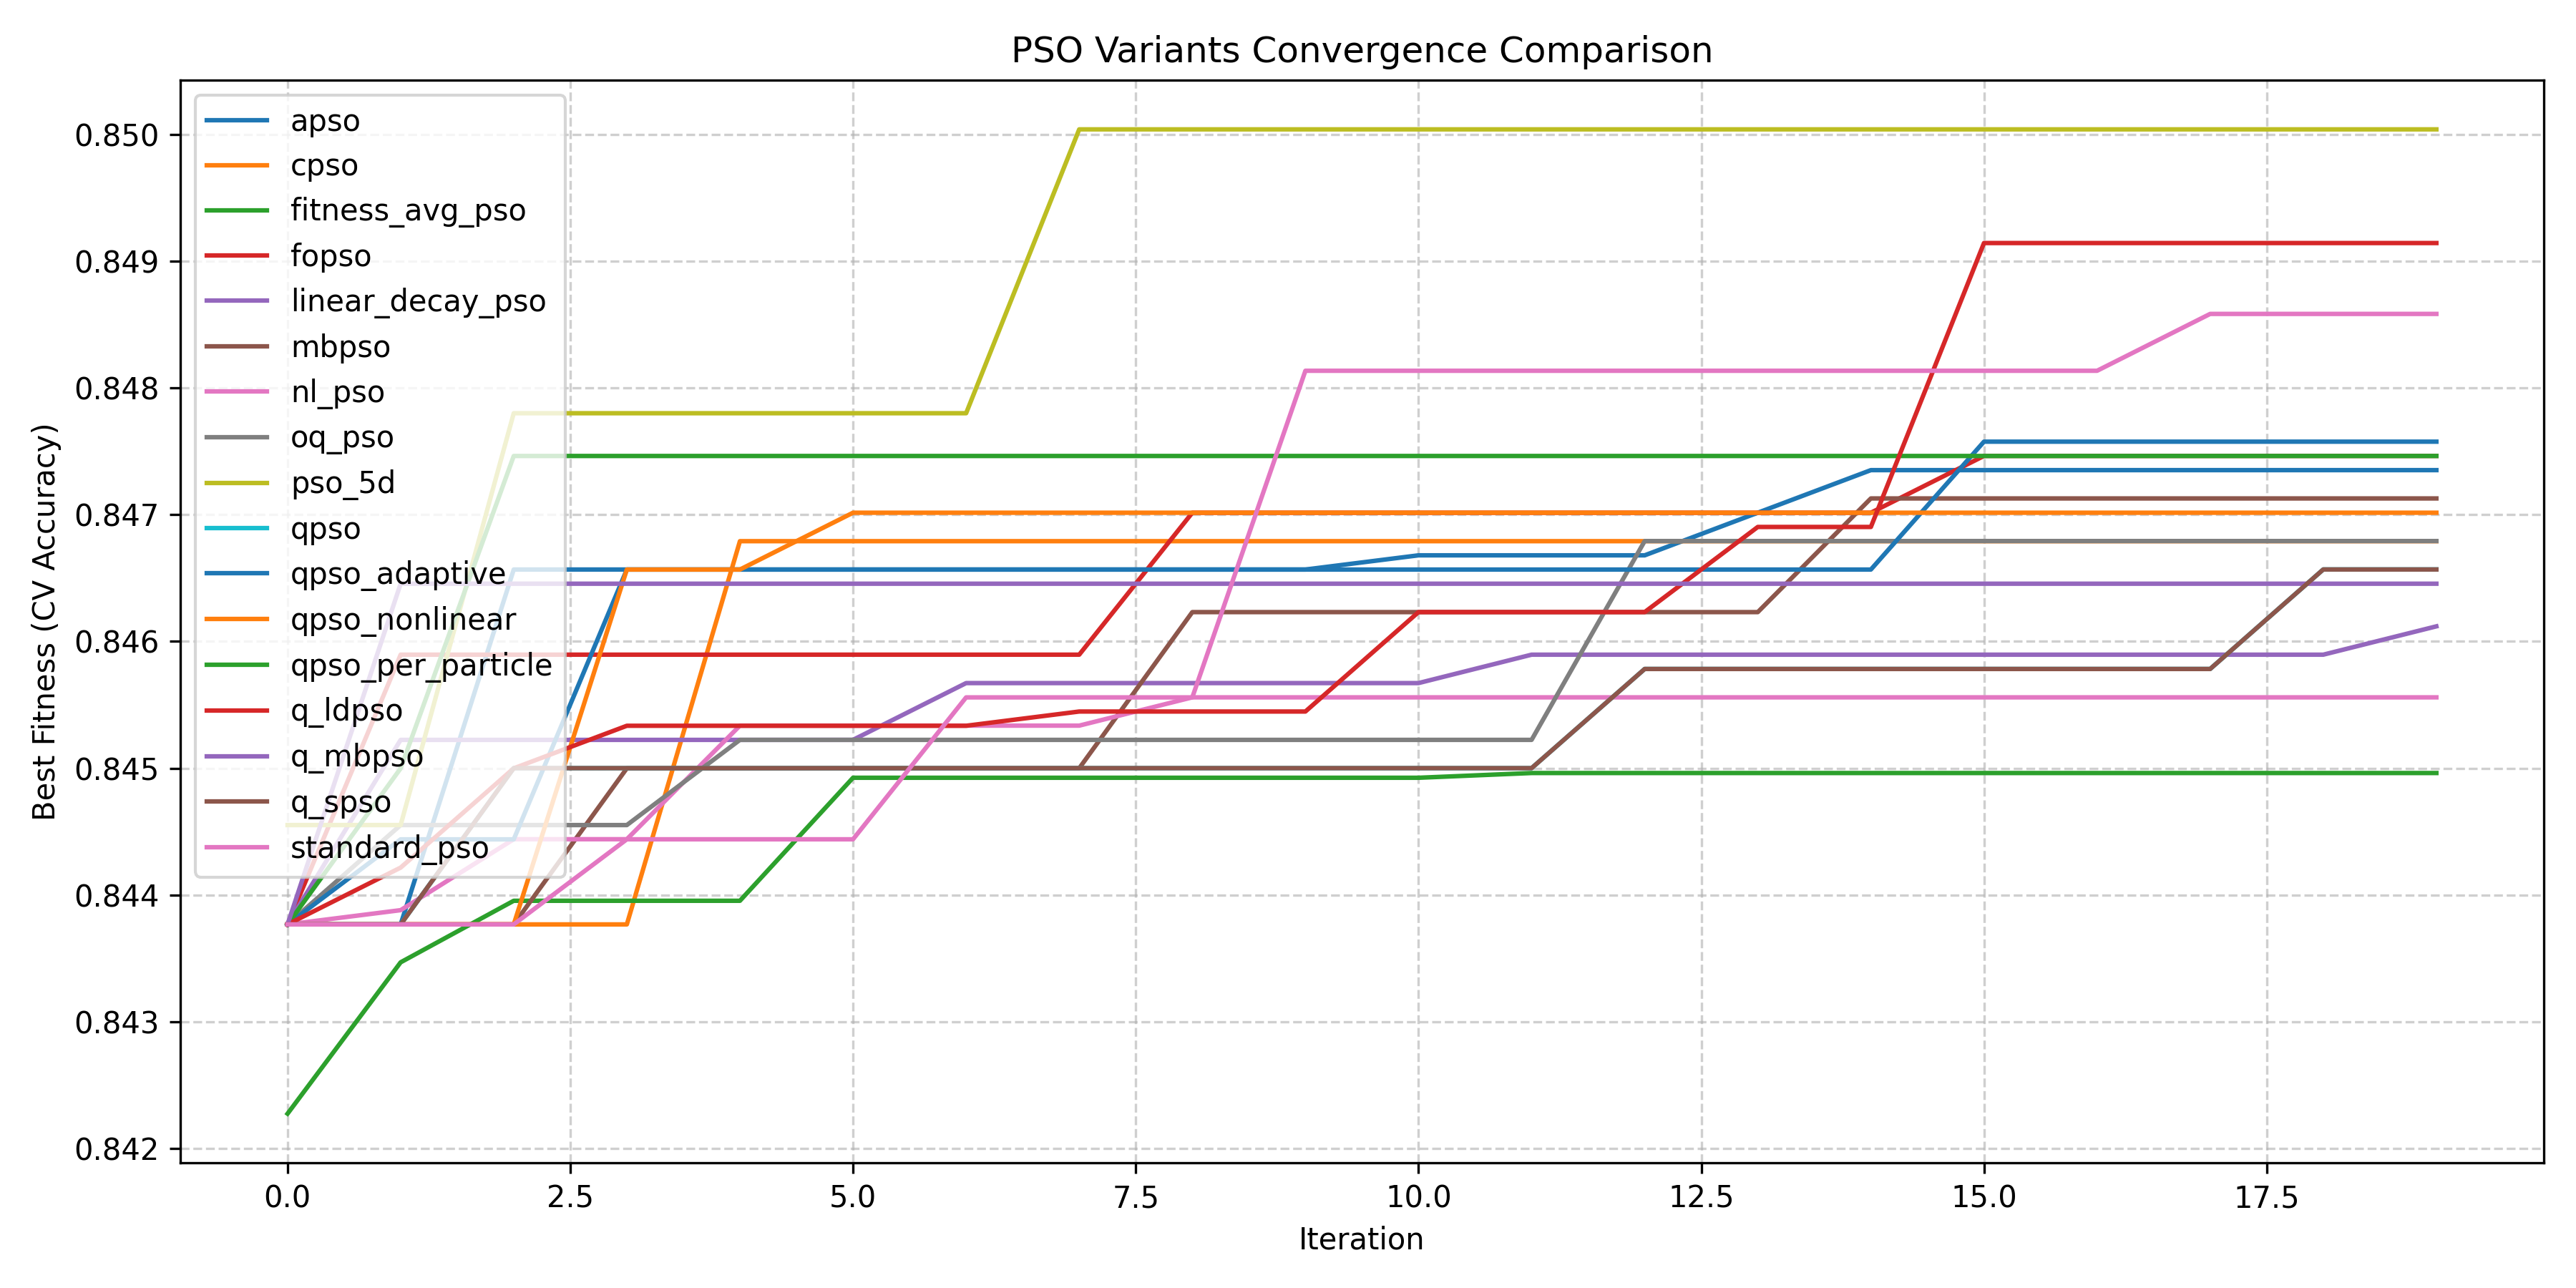 PSO Variants Convergence Comparison
apso
cpso
fitness_avg_pso
fopso
linear_decay_pso
mbpso
nl_pso
oq_pso
pso_5d
qpso
qpso_adaptive
qpso_nonlinear
qpso_per_particle
q_ldpso
q_mbpso
q_spso
standard_pso
0.850
0.849
0.848
0.847
0.846
0.845
0.844
0.843
0.842
Best Fitness (CV Accuracy)
0.0 2.5 5.0 7.5 10.0 12.5 15.0 17.5
Iteration